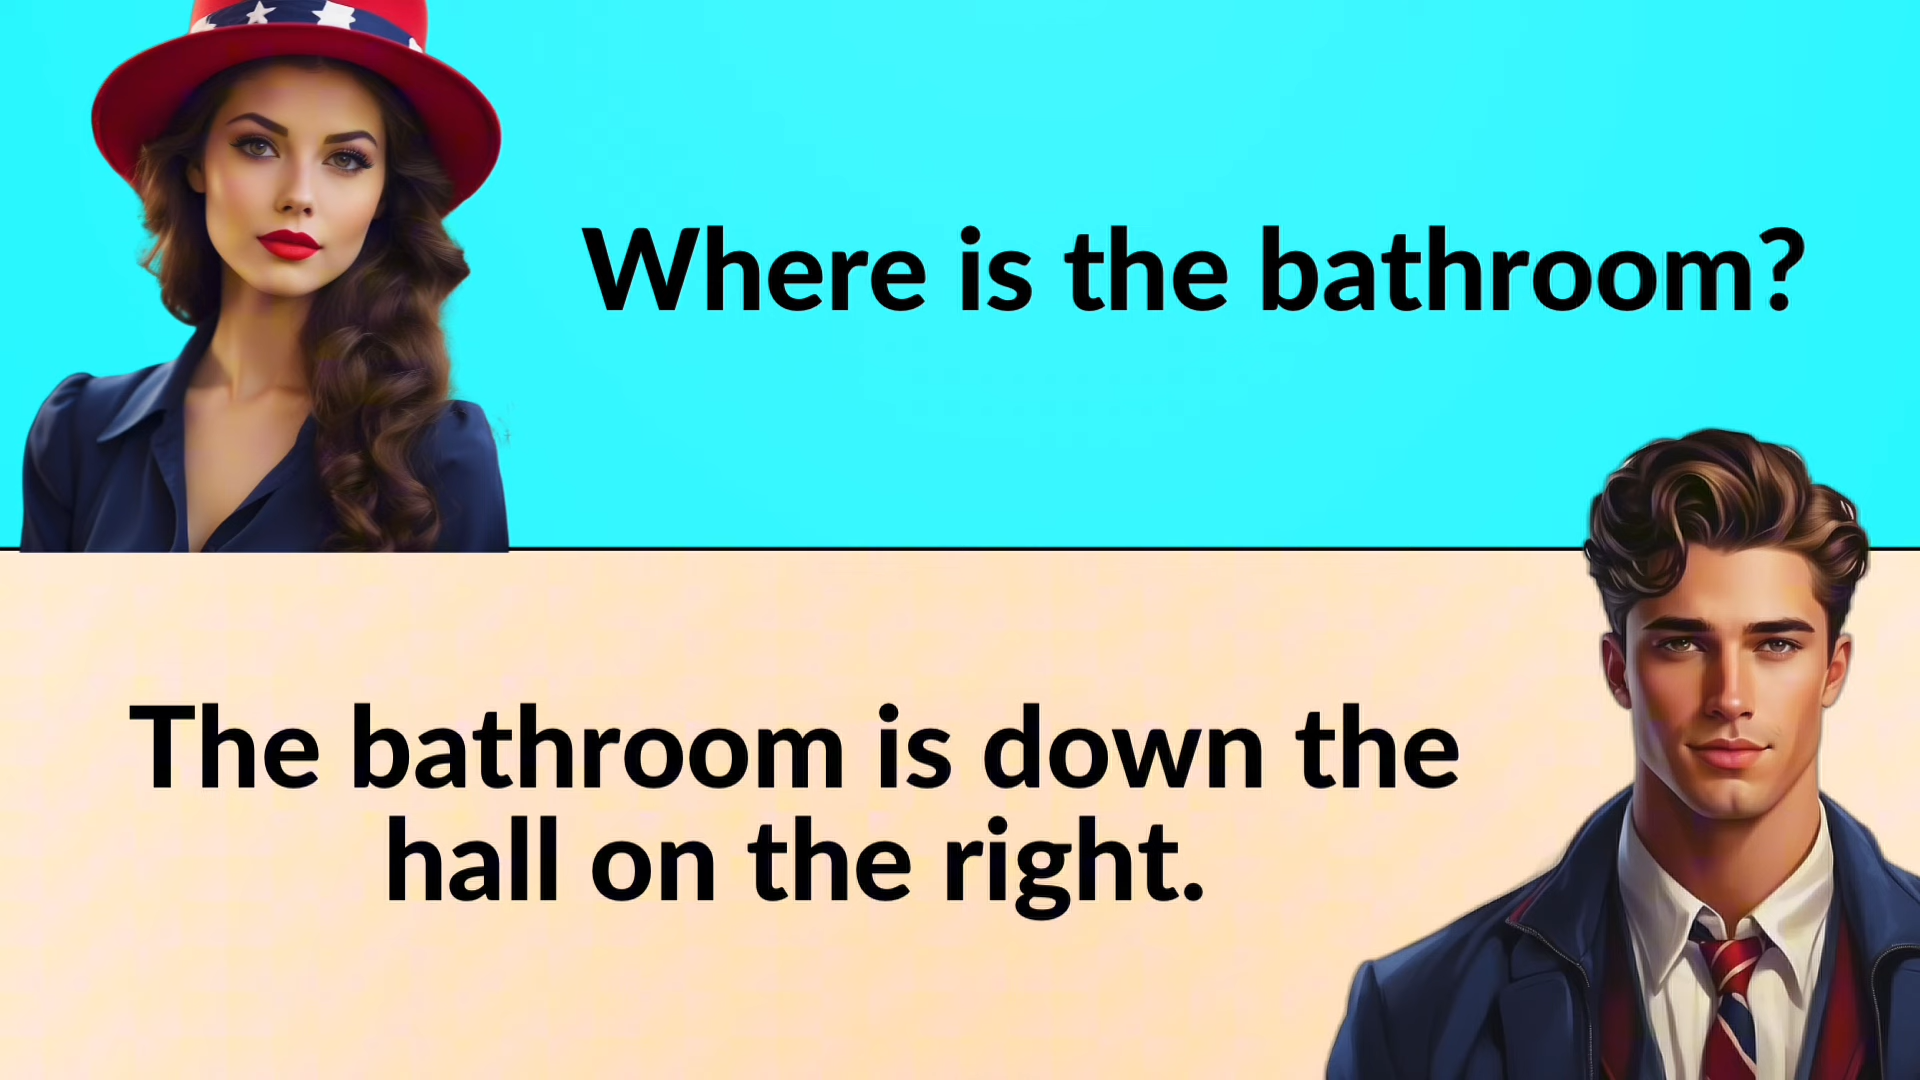 Where is the bathroom?
The bathroom is down the
hall on the right.